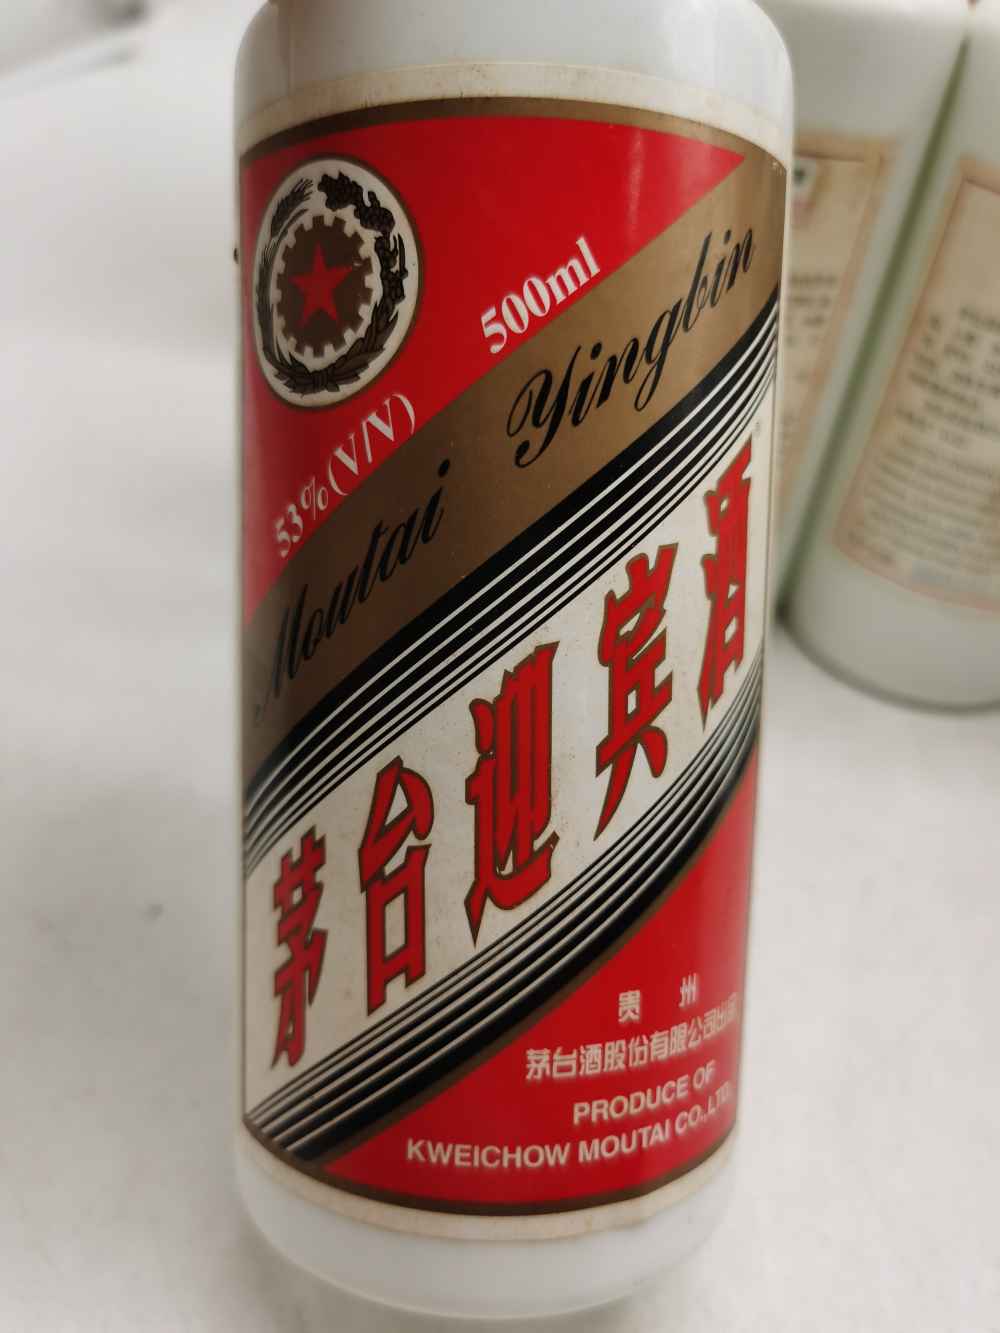 500ml
53%(V/V)
Moutai Yingbin
茅台迎宾酒
贵州
茅台酒股份有限公司出品
PRODUCE OF
KWEICHOW MOUTAI CO.,LTD.